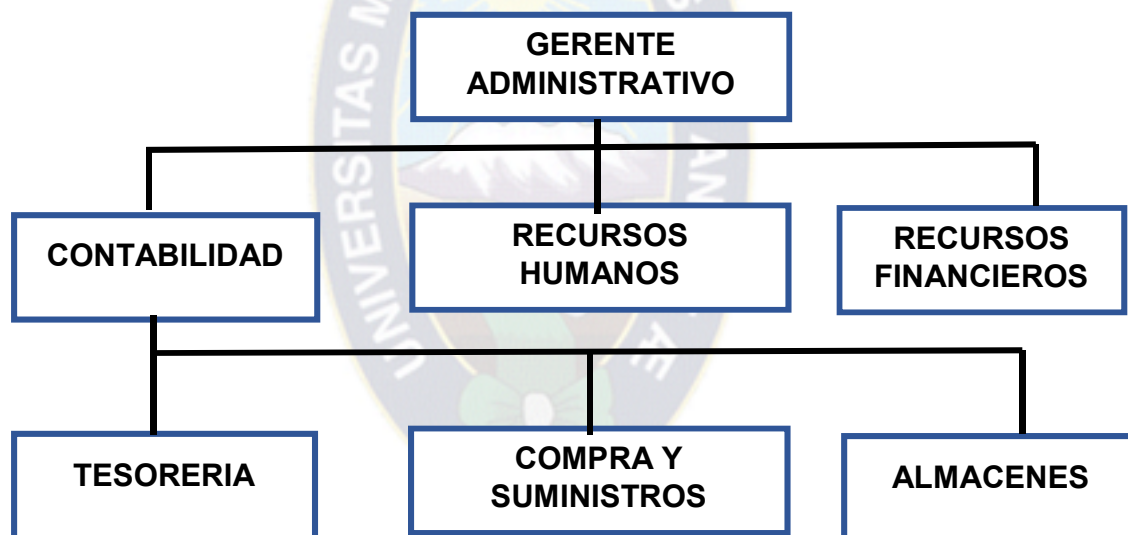 GERENTE
ADMINISTRATIVO
CONTABILIDAD
RECURSOS
HUMANOS
RECURSOS
FINANCIEROS
TESORERIA
COMPRA Y
SUMINISTROS
ALMACENES